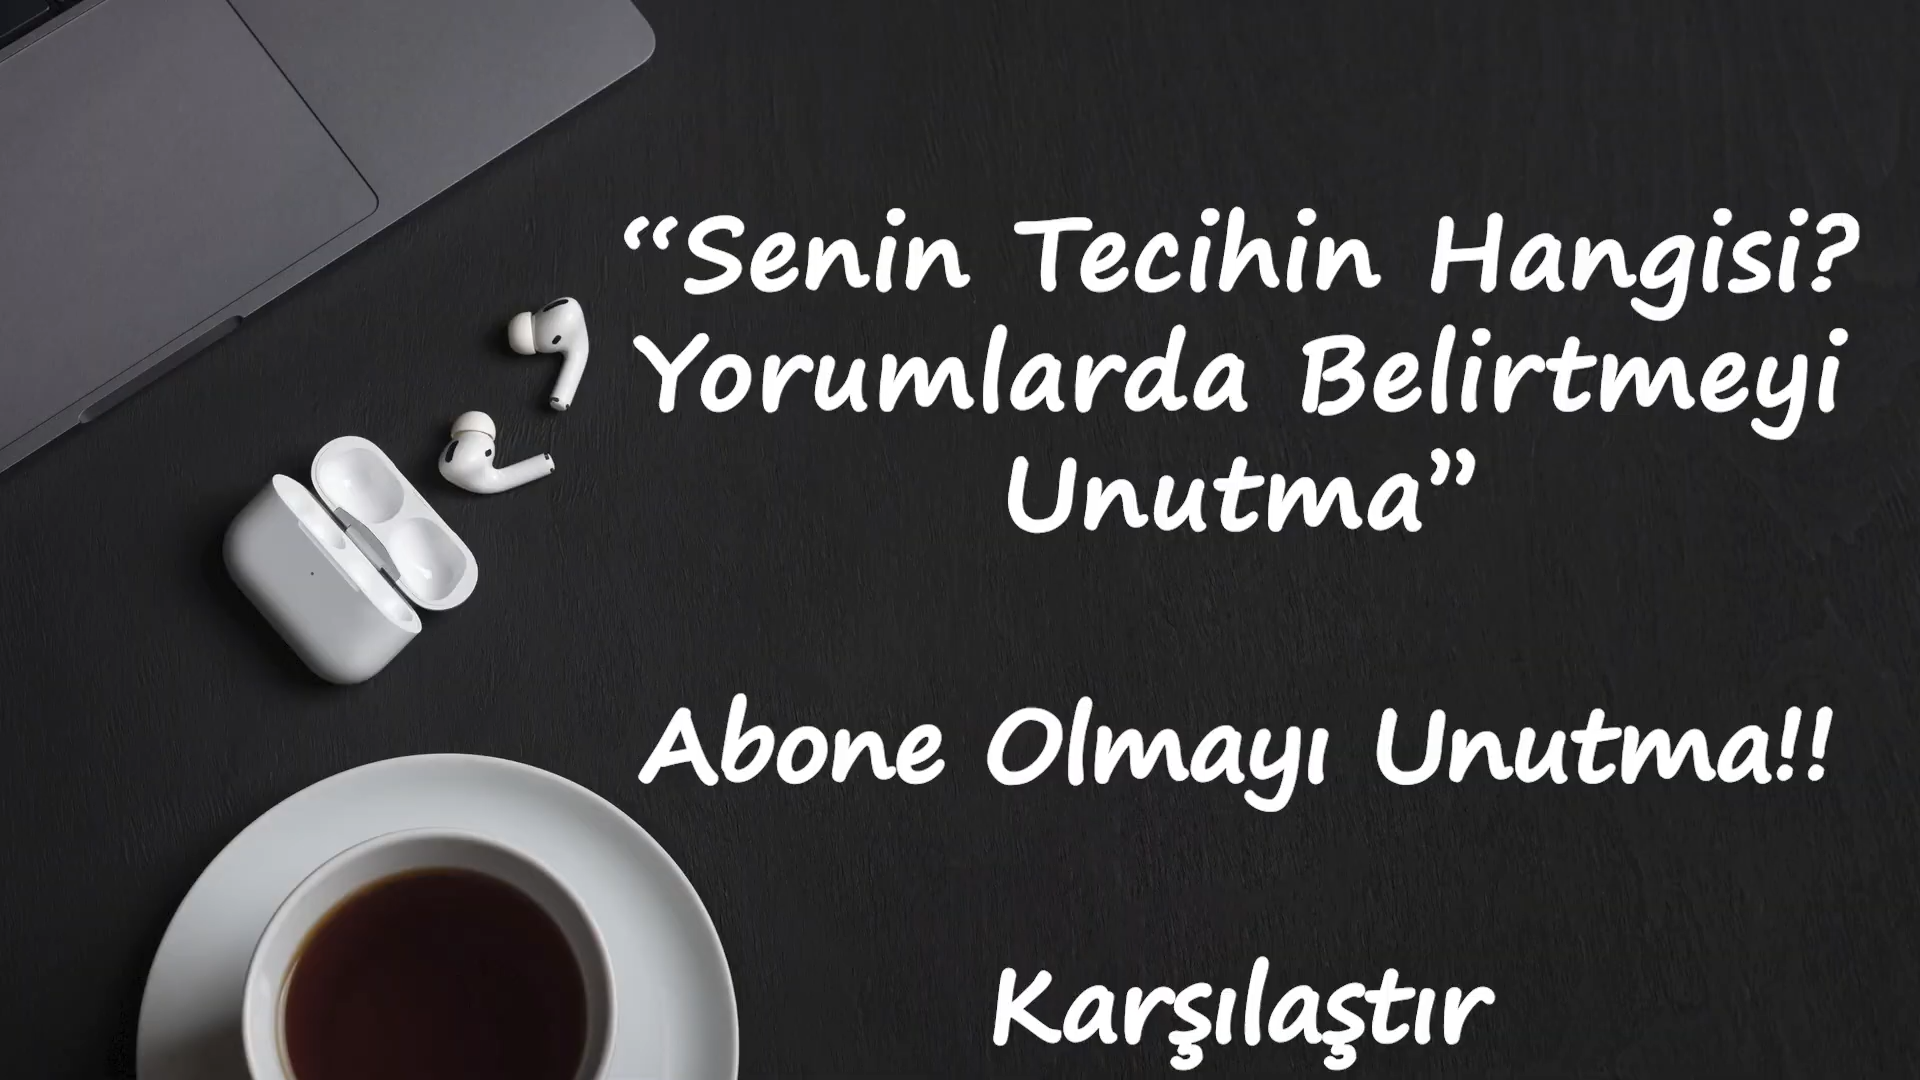 “Senin Tecihin Hangisi?
Yorumlarda Belirtmeyi
Unutma”
Abone Olmayı Unutma!!
Karşılaştır